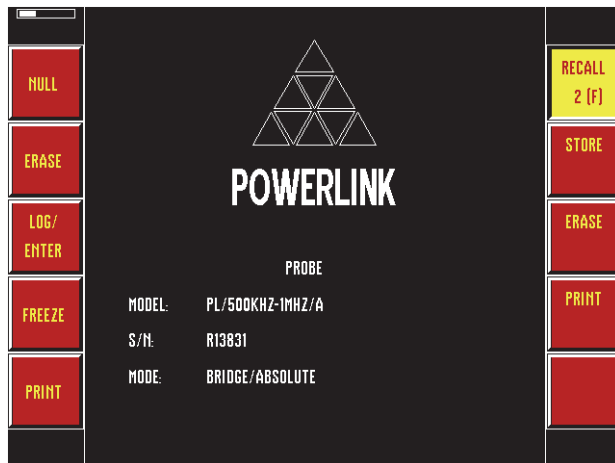 NULL
ERASE
LOG/
ENTER
FREEZE
PRINT
POWERLINK
PROBE
MODEL: PL/500KHZ-1MHZ/A
S/N: R13831
MODE: BRIDGE/ABSOLUTE
RECALL
2 (F)
STORE
ERASE
PRINT